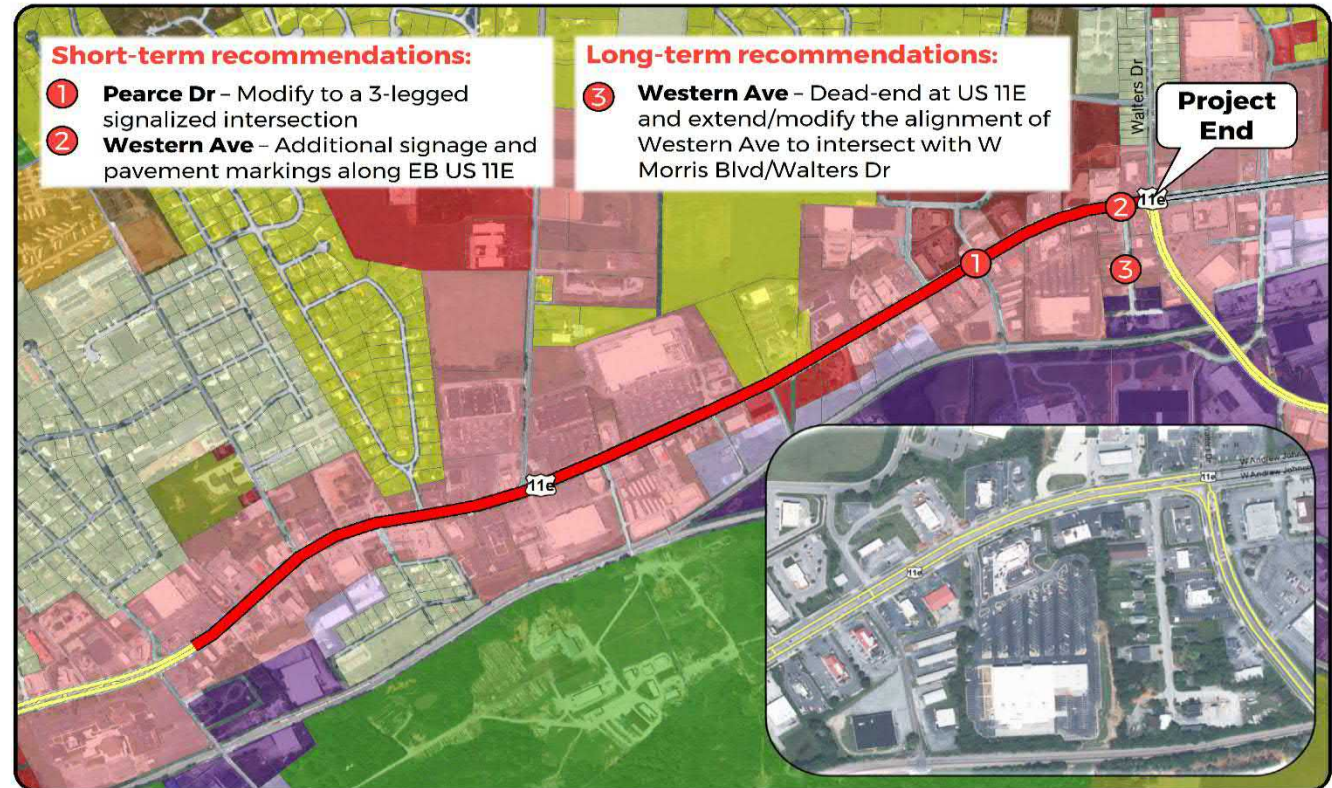 Short-term recommendations:
1 Pearce Dr – Modify to a 3-legged
signalized intersection
2 Western Ave – Additional signage and
pavement markings along EB US 11E
Long-term recommendations:
3 Western Ave – Dead-end at US 11E
and extend/modify the alignment of
Western Ave to intersect with W
Morris Blvd/Walters Dr
Walters Dr
Project
End
11e
2
1
3
11e
W Andrew
W Andrew
11e
11e